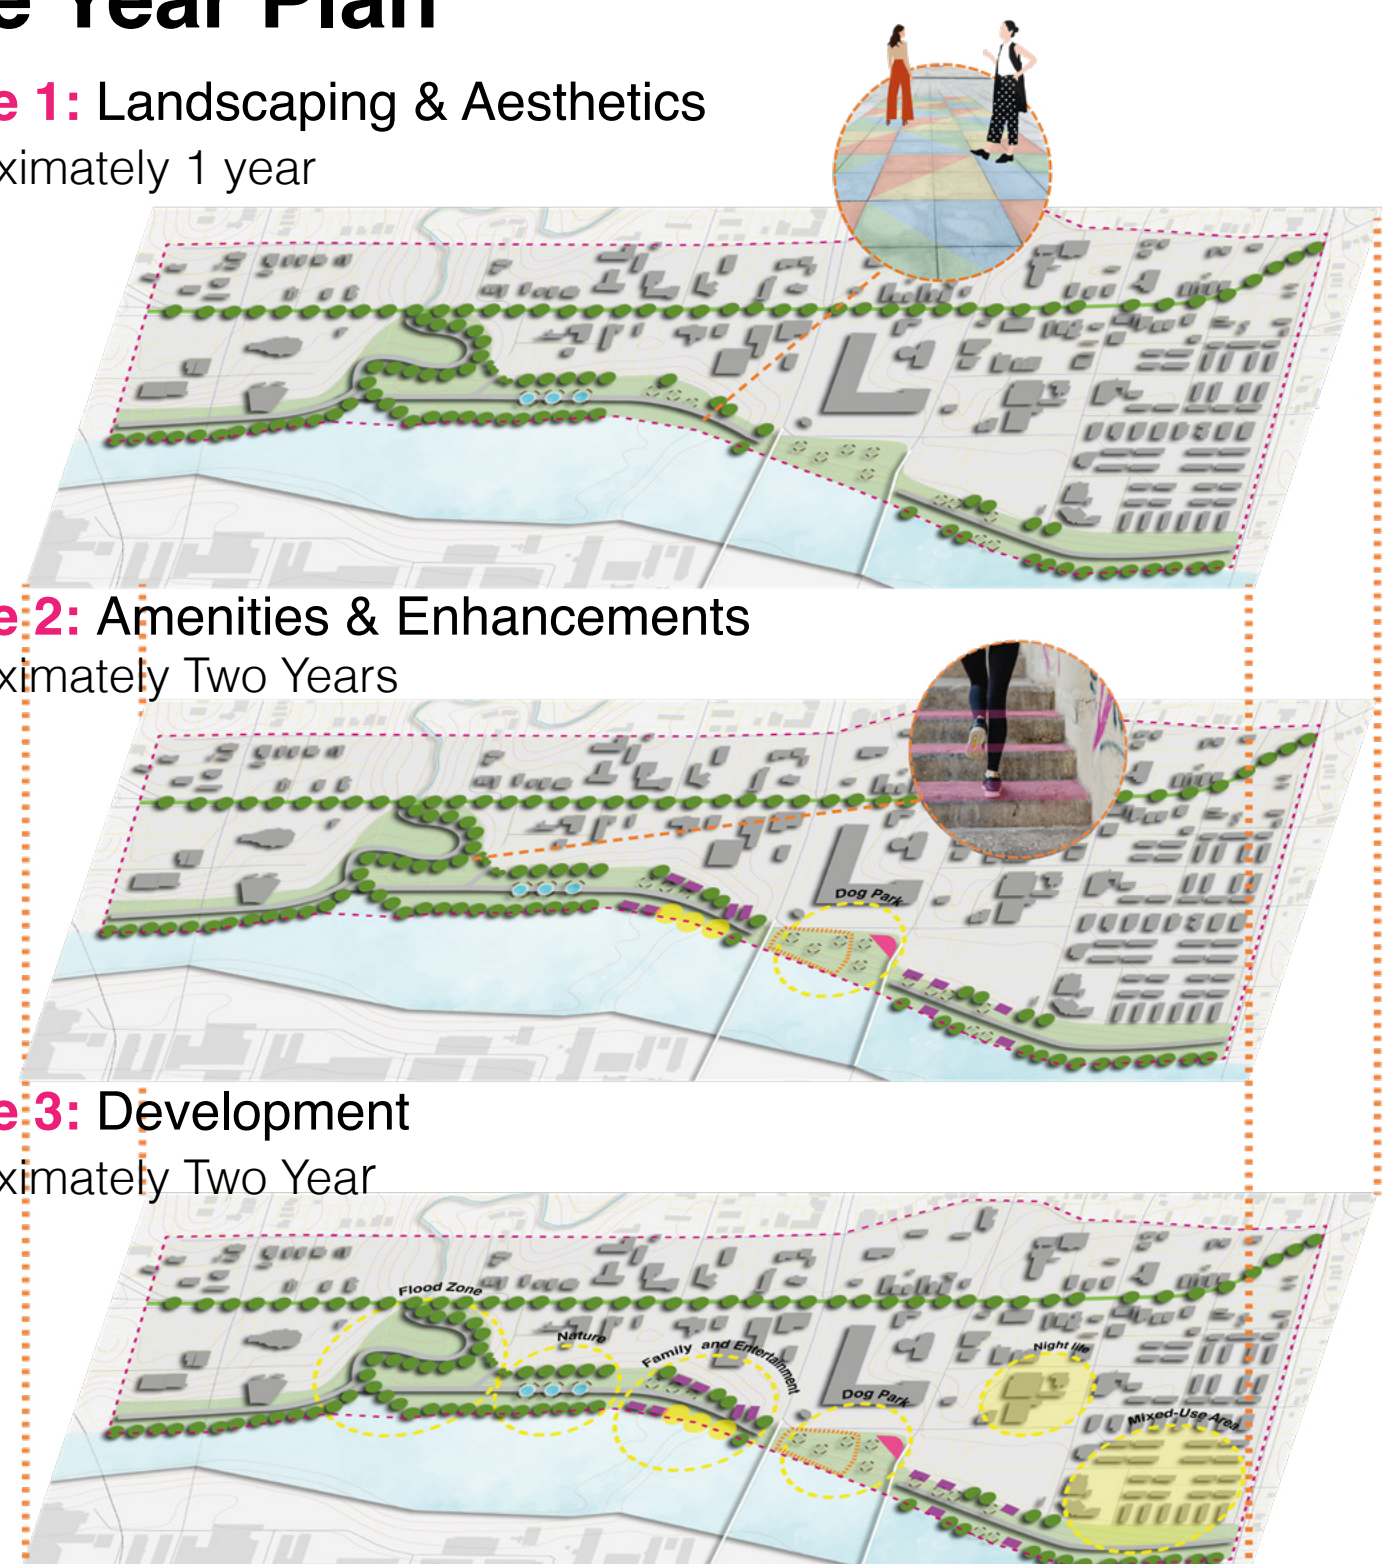 e Year Plan
e 1: Landscaping & Aesthetics
ximately 1 year
e 2: Amenities & Enhancements
ximately Two Years
Dog Park
e 3: Development
ximately Two Year
Flood Zone
Nature
Family and Entertainment
Night life
Dog Park
Mixed-Use Area